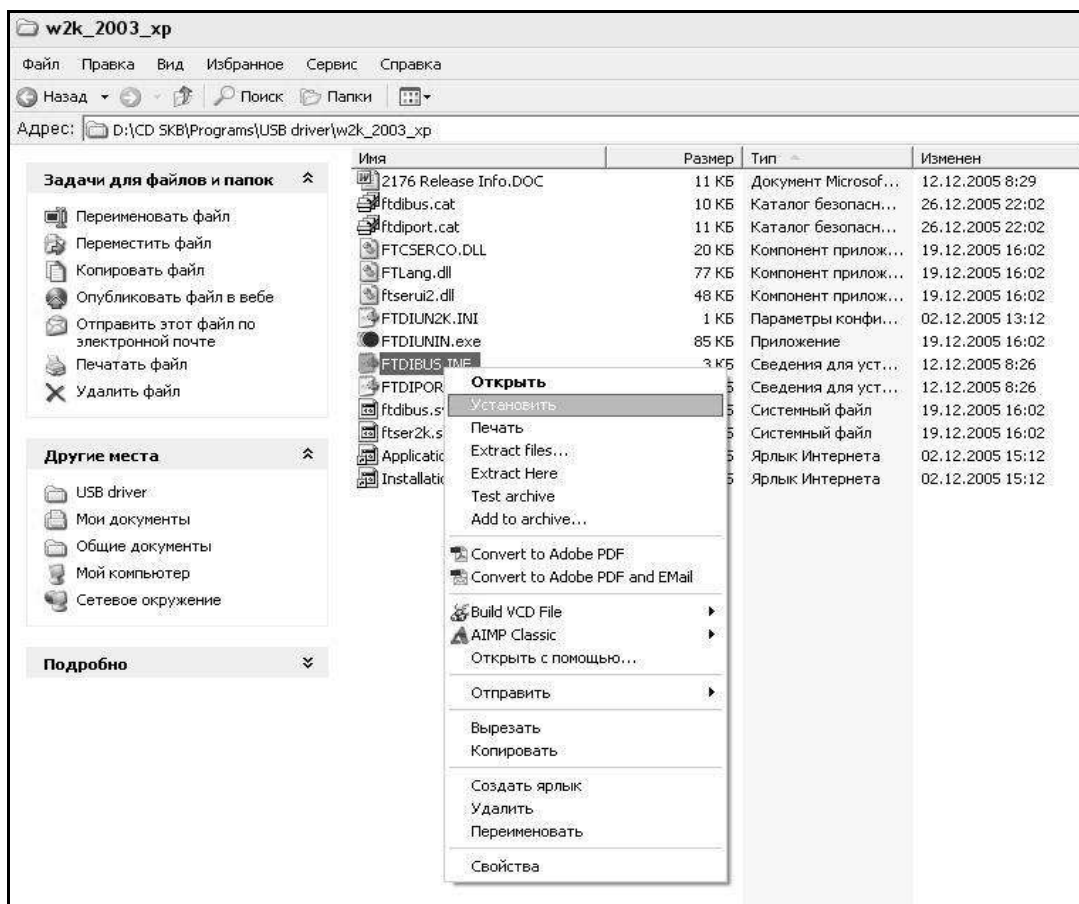 w2k_2003_xp
Файл Правка Вид Избранное Сервис Справка
Назад Поиск Папки
Адрес: D:\CD SKB\Programs\USB driver\w2k_2003_xp
Задачи для файлов и папок
Переименовать файл
Переместить файл
Копировать файл
Опубликовать файл в вебе
Отправить этот файл по
электронной почте
Печатать файл
Удалить файл
Другие места
USB driver
Мои документы
Общие документы
Мой компьютер
Сетевое окружение
Подробно
Имя Размер Тип Изменен
2176 Release Info.DOC 11 КБ Документ Microsof... 12.12.2005 8:29
ftdibus.cat 10 КБ Каталог безопасн... 26.12.2005 22:02
ftdiport.cat 11 КБ Каталог безопасн... 26.12.2005 22:02
FTCSERCO.DLL 20 КБ Компонент прилож... 19.12.2005 16:02
FTLang.dll 77 КБ Компонент прилож... 19.12.2005 16:02
ftserui2.dll 48 КБ Компонент прилож... 19.12.2005 16:02
FTDIUN2K.INI 1 КБ Параметры конфи... 02.12.2005 13:12
FTDIUNIN.exe 85 КБ Приложение 19.12.2005 16:02
FTDIBUS.INF 3 КБ Сведения для уст... 12.12.2005 8:26
FTDIPOR Б Сведения для уст... 12.12.2005 8:26
ftdibus.s Б Системный файл 19.12.2005 16:02
ftser2k.s Б Системный файл 19.12.2005 16:02
Applicatio Б Ярлык Интернета 02.12.2005 15:12
Installatio Б Ярлык Интернета 02.12.2005 15:12
Открыть
Установить
Печать
Extract files...
Extract Here
Test archive
Add to archive...
Convert to Adobe PDF
Convert to Adobe PDF and EMail
Build VCD File
AIMP Classic
Открыть с помощью...
Отправить
Вырезать
Копировать
Создать ярлык
Удалить
Переименовать
Свойства